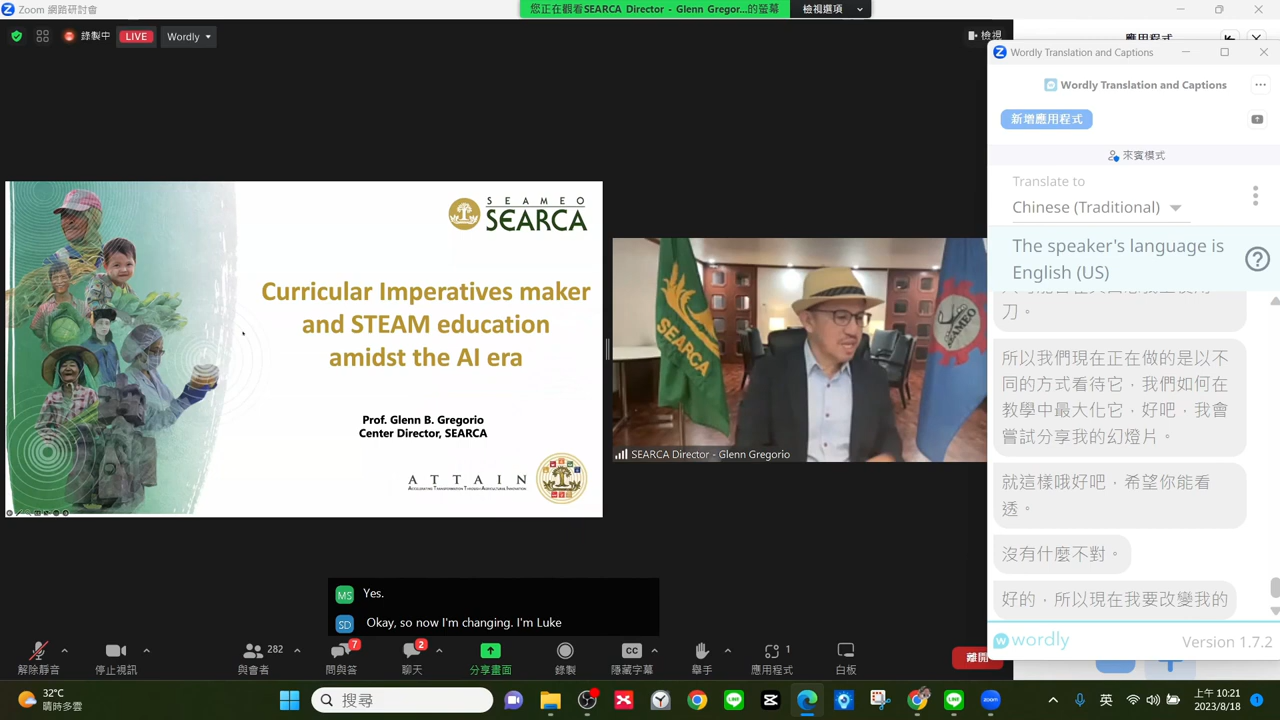 Zoom 網路研討會
您正在觀看SEARCA Director - Glenn Gregor...的螢幕
檢視選項
錄製中
LIVE
Wordly
檢視
應用程式
Wordly Translation and Captions
Wordly Translation and Captions
新增應用程式
來賓模式
Translate to
Chinese (Traditional)
The speaker's language is
English (US)
刀。
所以我們現在正在做的是以不
同的方式看待它，我們如何在
教學中最大化它，好吧，我會
嘗試分享我的幻燈片。
就這樣哦好吧，希望你能看
透。
沒有什麼不對。
好的，所以現在我要改變我的
wordly
Version 1.7.2
SEAMEO
SEARCA
Curricular Imperatives maker
and STEAM education
amidst the AI era
Prof. Glenn B. Gregorio
Center Director, SEARCA
ATTAIN
ACCELERATING TRANSFORMATION THROUGH AGRICULTURAL INNOVATION
SEARCA
SEAMEO
SEARCA Director - Glenn Gregorio
MS
Yes.
SD
Okay, so now I'm changing. I'm Luke
解除靜音
停止視訊
282
與會者
7
問與答
2
聊天
分享畫面
錄製
CC
隱藏字幕
舉手
1
應用程式
白板
離開
32°C
晴時多雲
搜尋
英
上午 10:21
2023/8/18
1